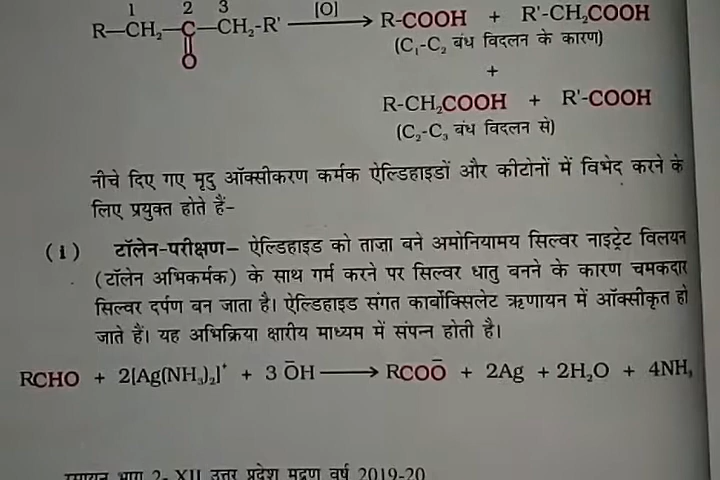 1 2 3
R—CH₂—C—CH₂-R' [O] ⟶ R-COOH + R'-CH₂COOH
O
(C₁-C₂ बंध विदलन के कारण)
+
R-CH₂COOH + R'-COOH
(C₂-C₃ बंध विदलन से)
नीचे दिए गए मृदु ऑक्सीकरण कर्मक ऐल्डिहाइडों और कीटोनों में विभेद करने के
लिए प्रयुक्त होते हैं–
(i) टॉलेन-परीक्षण– ऐल्डिहाइड को ताज़ा बने अमोनियामय सिल्वर नाइट्रेट विलयन
(टॉलेन अभिकर्मक) के साथ गर्म करने पर सिल्वर धातु बनने के कारण चमकदार
सिल्वर दर्पण बन जाता है। ऐल्डिहाइड संगत कार्बोक्सिलेट ऋणायन में ऑक्सीकृत हो
जाते हैं। यह अभिक्रिया क्षारीय माध्यम में संपन्न होती है।
RCHO + 2[Ag(NH₃)₂]⁺ + 3 ŌH ⟶ RCOŌ + 2Ag + 2H₂O + 4NH₃
रसायन भाग 2- XII उत्तर प्रदेश मुद्रण वर्ष 2019-20